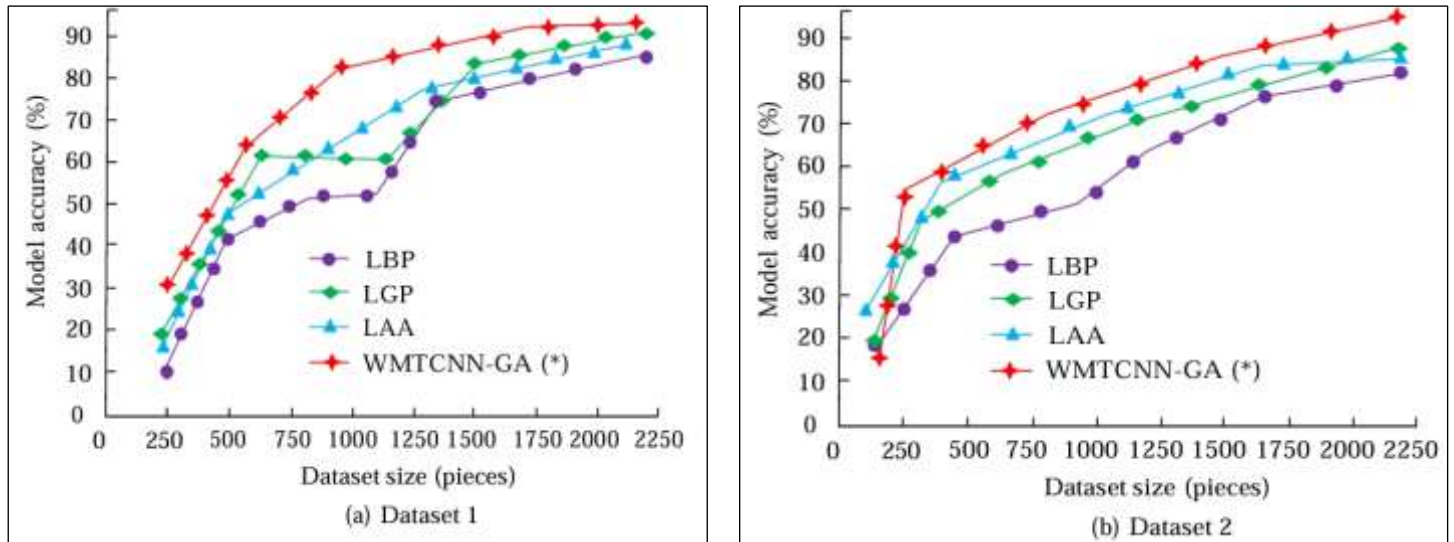 Model accuracy (%)
90
80
70
60
50
40
30
20
10
0
0 250 500 750 1000 1250 1500 1750 2000 2250
LBP
LGP
LAA
WMTCNN-GA (*)
Dataset size (pieces)
(a) Dataset 1
Model accuracy (%)
90
80
70
60
50
40
30
20
10
0
0 250 500 750 1000 1250 1500 1750 2000 2250
LBP
LGP
LAA
WMTCNN-GA (*)
Dataset size (pieces)
(b) Dataset 2